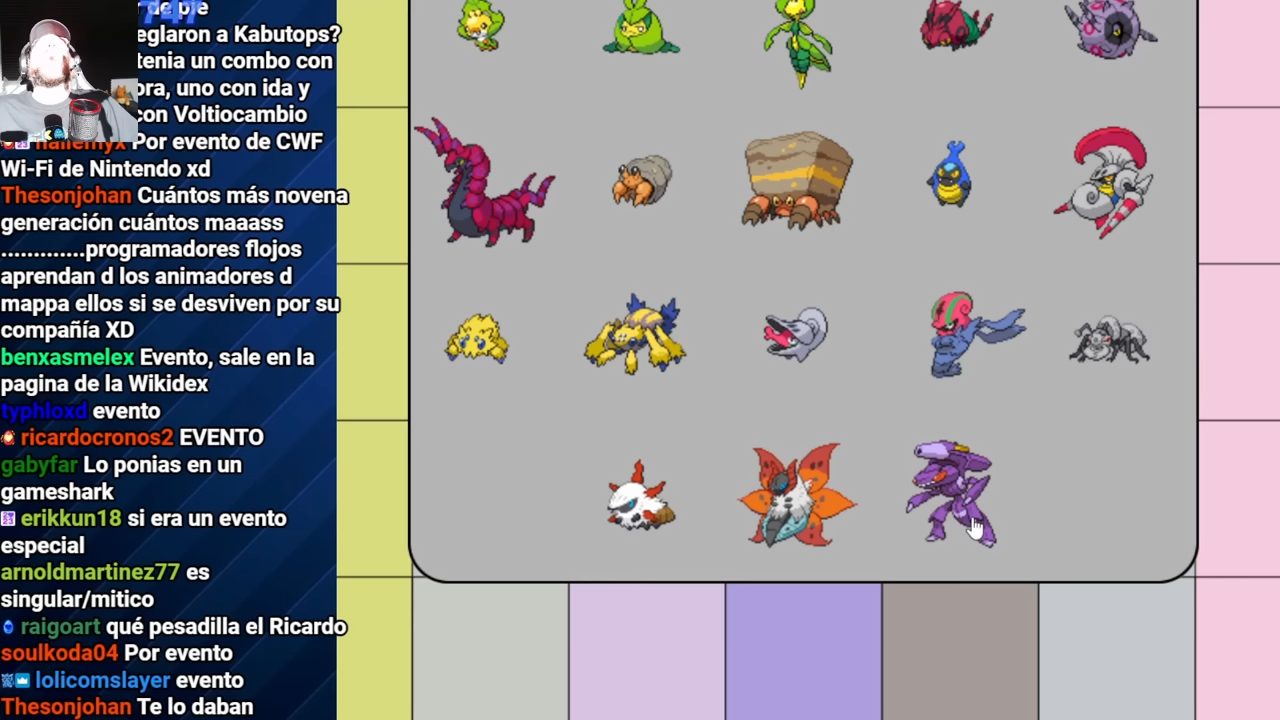 de pie
eglaron a Kabutops?
tenia un combo con
ora, uno con ida y
con Voltiocambio
Por evento de CWF
Wi-Fi de Nintendo xd
Thesonjohan Cuántos más novena
generación cuántos maaass
.............programadores flojos
aprendan d los animadores d
mappa ellos si se desviven por su
compañía XD
benxasmelex Evento, sale en la
pagina de la Wikidex
typhloxd evento
ricardocronos2 EVENTO
gabyfar Lo ponias en un
gameshark
erikkun18 si era un evento
especial
arnoldmartinez77 es
singular/mitico
raigoart qué pesadilla el Ricardo
soulkoda04 Por evento
lolicomslayer evento
Thesonjohan Te lo daban